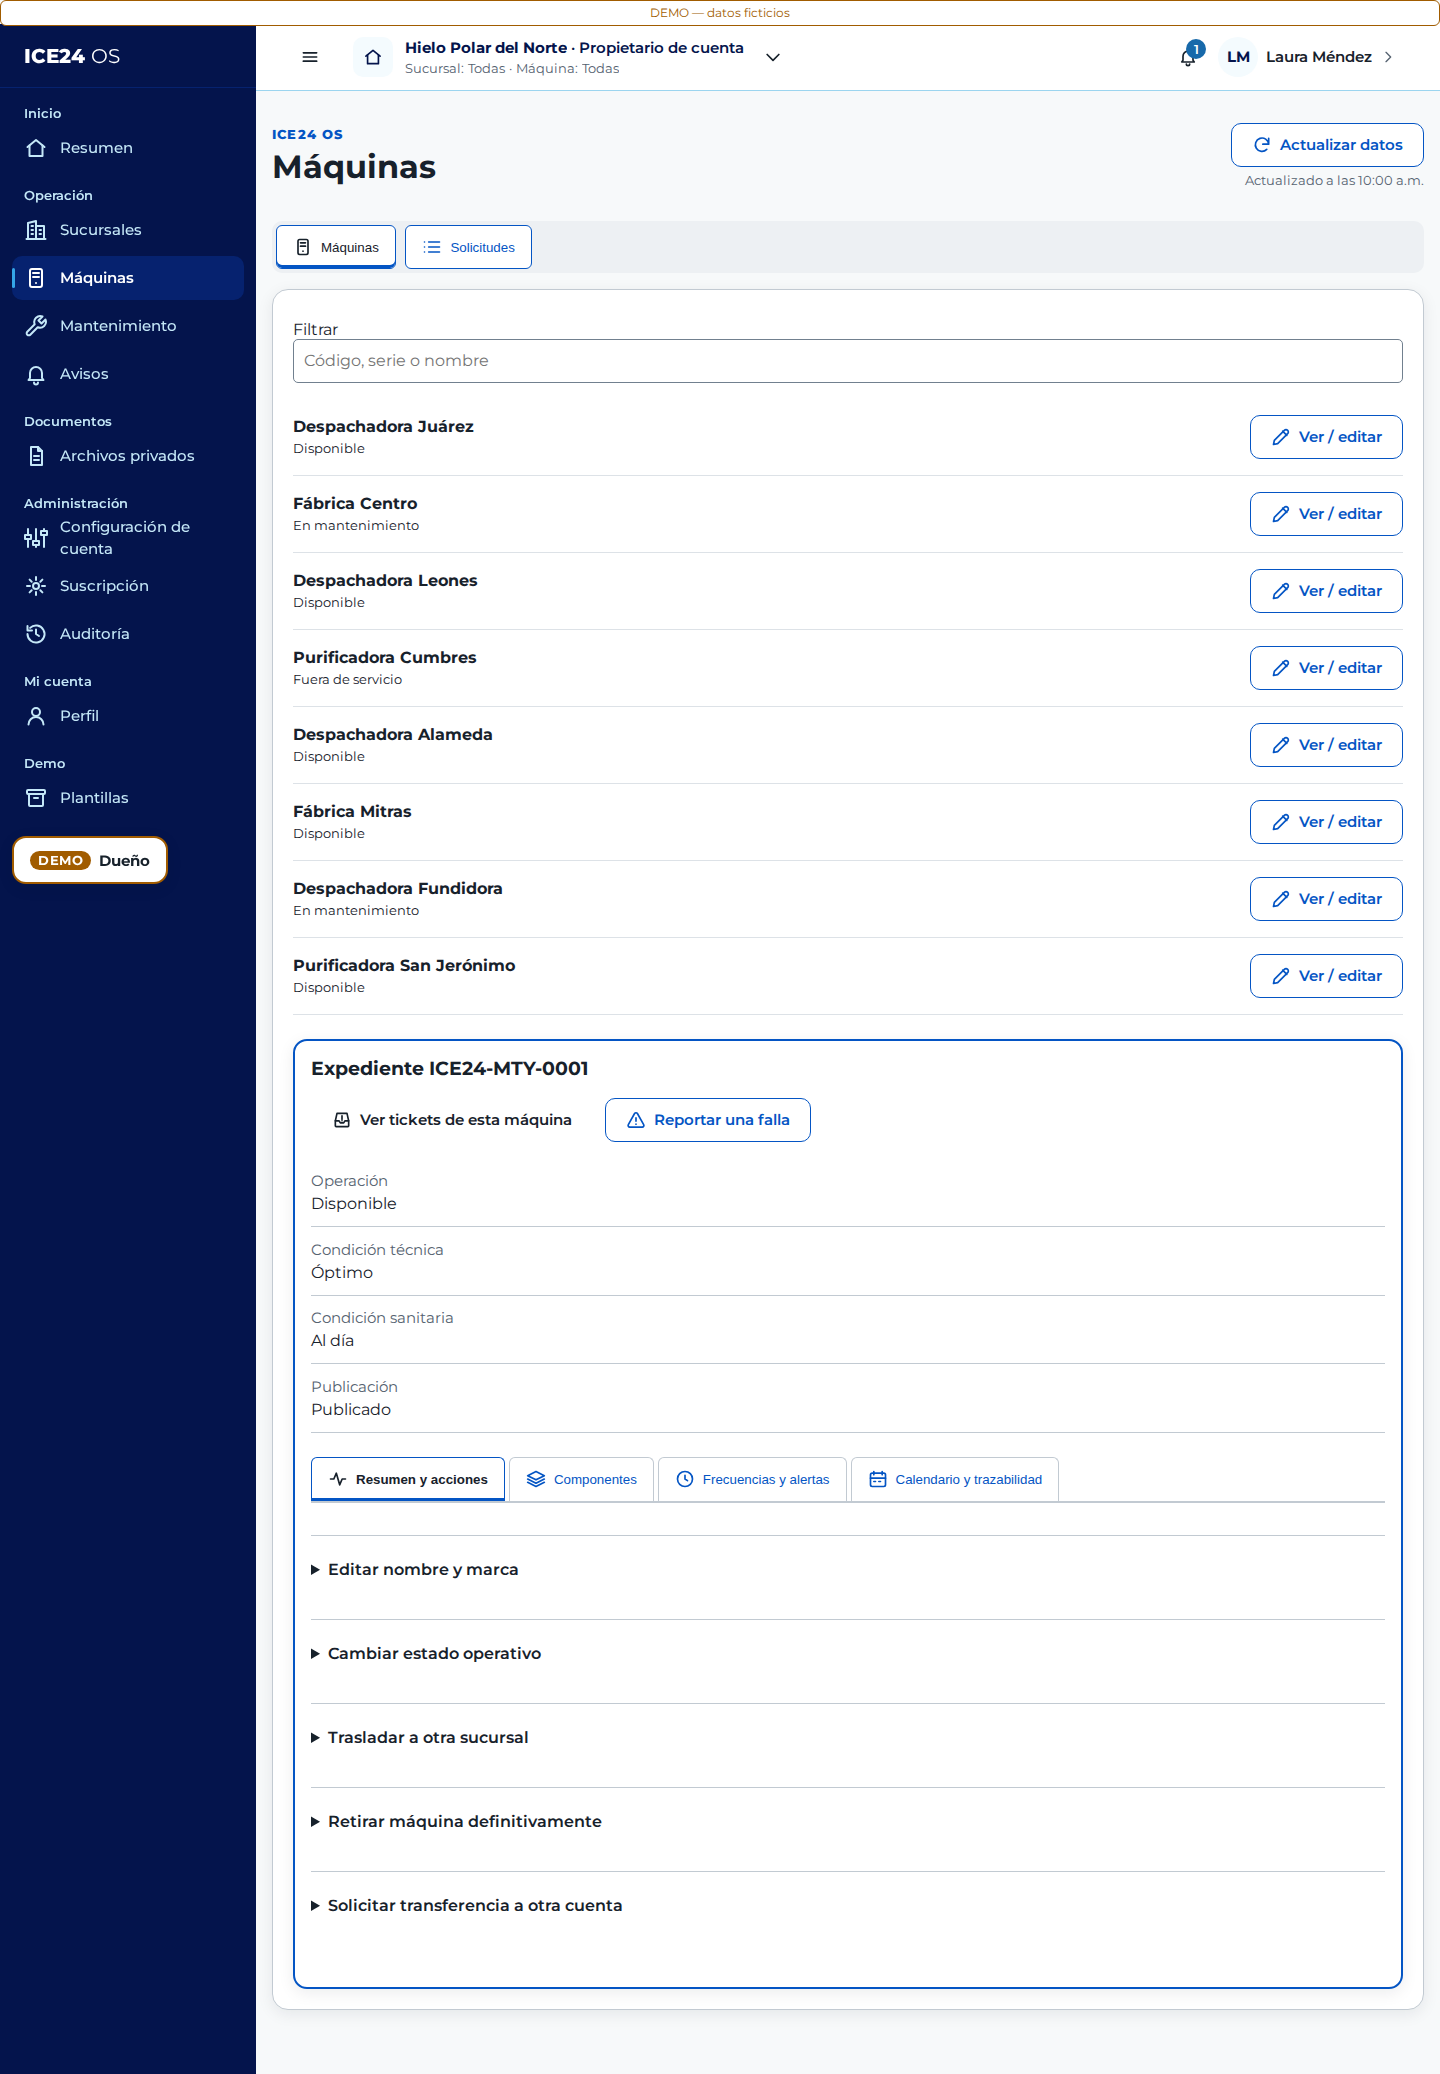 DEMO — datos ficticios
ICE24 OS
Inicio
Resumen
Operación
Sucursales
Máquinas
Mantenimiento
Avisos
Documentos
Archivos privados
Administración
Configuración de
cuenta
Suscripción
Auditoría
Mi cuenta
Perfil
Demo
Plantillas
DEMO Dueño
Hielo Polar del Norte · Propietario de cuenta
Sucursal: Todas · Máquina: Todas
1
LM Laura Méndez
ICE24 OS
Máquinas
Actualizar datos
Actualizado a las 10:00 a.m.
Máquinas
Solicitudes
Filtrar
Código, serie o nombre
Despachadora Juárez
Disponible
Ver / editar
Fábrica Centro
En mantenimiento
Ver / editar
Despachadora Leones
Disponible
Ver / editar
Purificadora Cumbres
Fuera de servicio
Ver / editar
Despachadora Alameda
Disponible
Ver / editar
Fábrica Mitras
Disponible
Ver / editar
Despachadora Fundidora
En mantenimiento
Ver / editar
Purificadora San Jerónimo
Disponible
Ver / editar
Expediente ICE24-MTY-0001
Ver tickets de esta máquina
Reportar una falla
Operación
Disponible
Condición técnica
Óptimo
Condición sanitaria
Al día
Publicación
Publicado
Resumen y acciones
Componentes
Frecuencias y alertas
Calendario y trazabilidad
Editar nombre y marca
Cambiar estado operativo
Trasladar a otra sucursal
Retirar máquina definitivamente
Solicitar transferencia a otra cuenta